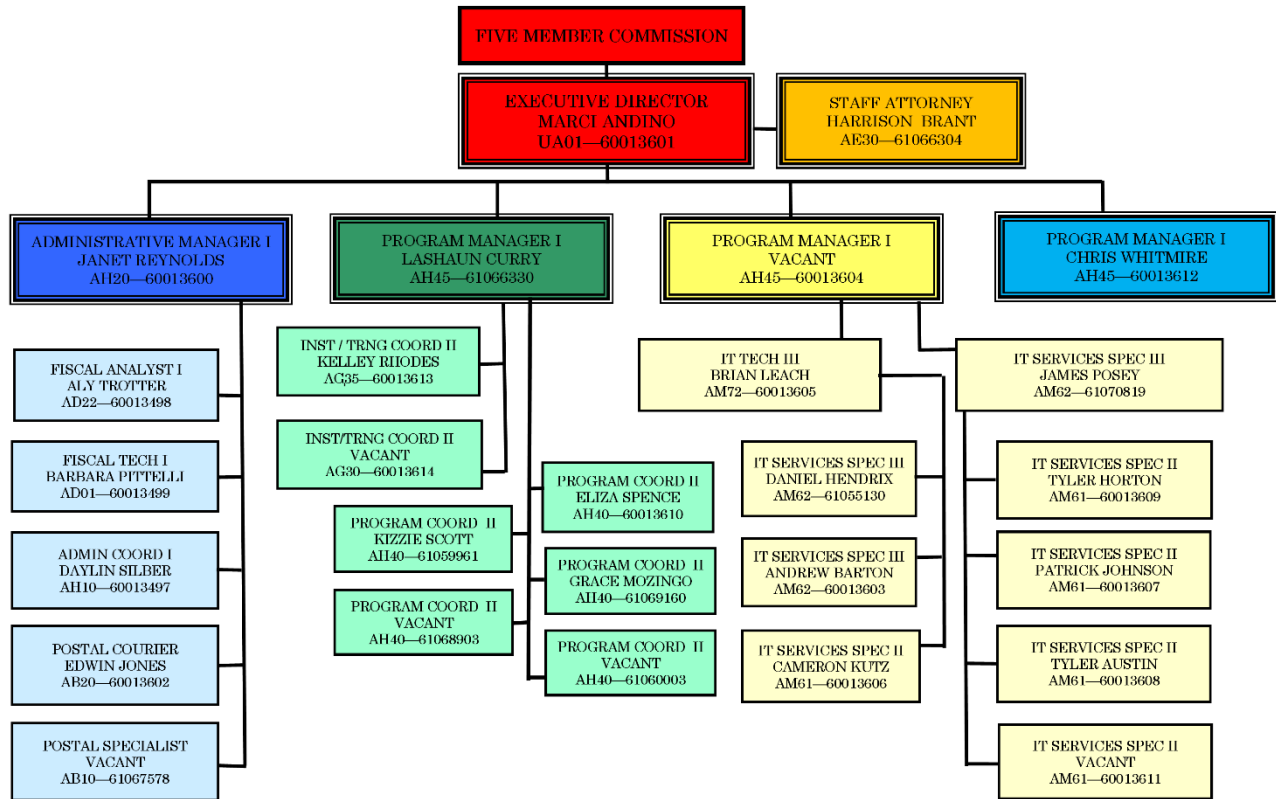 FIVE MEMBER COMMISSION
EXECUTIVE DIRECTOR
MARCI ANDINO
UA01—60013601
STAFF ATTORNEY
HARRISON BRANT
AE30—61066304
ADMINISTRATIVE MANAGER I
JANET REYNOLDS
AH20—60013600
PROGRAM MANAGER I
LASHAUN CURRY
AH45—61066330
PROGRAM MANAGER I
VACANT
AH45—60013604
PROGRAM MANAGER I
CHRIS WHITMIRE
AH45—60013612
FISCAL ANALYST I
ALY TROTTER
AD22—60013498
FISCAL TECH I
BARBARA PITTELLI
AD01—60013499
ADMIN COORD I
DAYLIN SILBER
AH10—60013497
POSTAL COURIER
EDWIN JONES
AB20—60013602
POSTAL SPECIALIST
VACANT
AB10—61067578
INST / TRNG COORD II
KELLEY RHODES
AG35—60013613
INST/TRNG COORD II
VACANT
AG30—60013614
PROGRAM COORD II
KIZZIE SCOTT
AH40—61059961
PROGRAM COORD II
VACANT
AH40—61068903
PROGRAM COORD II
ELIZA SPENCE
AH40—60013610
PROGRAM COORD II
GRACE MOZINGO
AH40—61069160
PROGRAM COORD II
VACANT
AH40—61060003
IT TECH III
BRIAN LEACH
AM72—60013605
IT SERVICES SPEC III
DANIEL HENDRIX
AM62—61055130
IT SERVICES SPEC III
ANDREW BARTON
AM62—60013603
IT SERVICES SPEC II
CAMERON KUTZ
AM61—60013606
IT SERVICES SPEC III
JAMES POSEY
AM62—61070819
IT SERVICES SPEC II
TYLER HORTON
AM61—60013609
IT SERVICES SPEC II
PATRICK JOHNSON
AM61—60013607
IT SERVICES SPEC II
TYLER AUSTIN
AM61—60013608
IT SERVICES SPEC II
VACANT
AM61—60013611